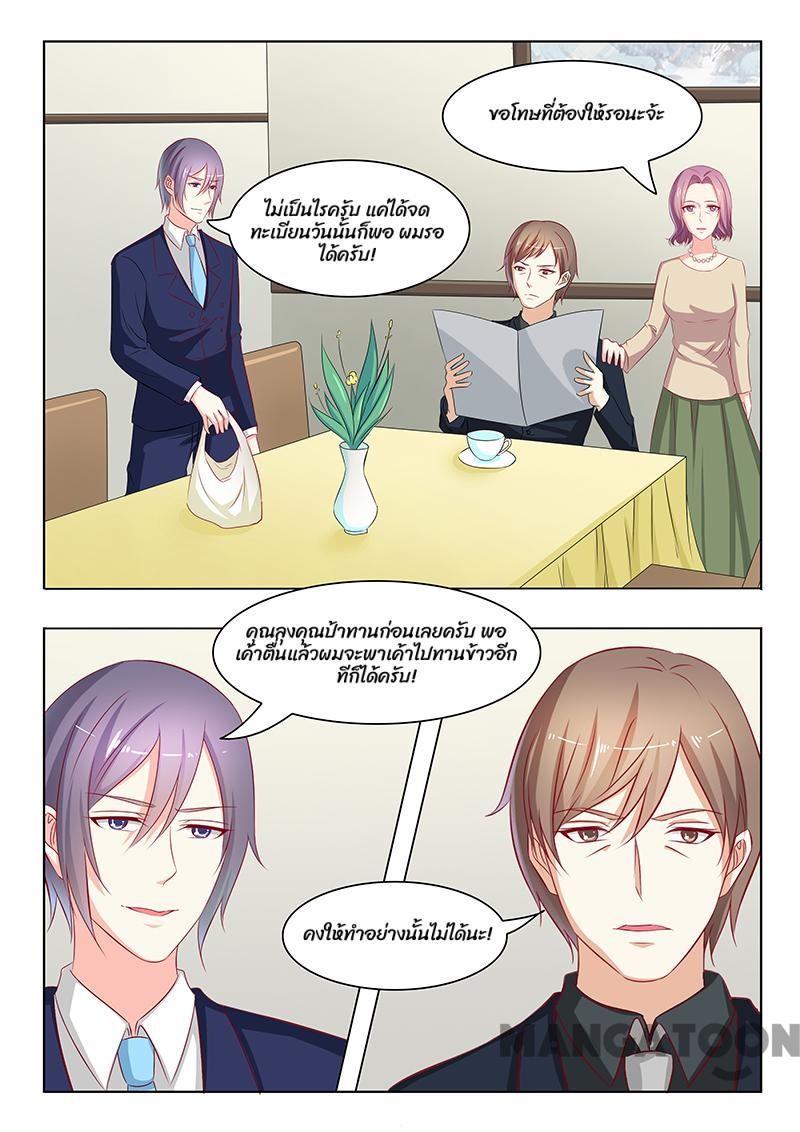 ขอโทษที่ต้องให้รอนะจ้ะ
ไม่เป็นไรครับ แค่ได้จด
ทะเบียนวันนั้นก็พอ ผมรอ
ได้ครับ!
คุณลุงคุณป้าทานก่อนเลยครับ พอ
เค้าตื่นแล้วผมจะพาเค้าไปทานข้าวอีก
ทีก็ได้ครับ!
คงให้ทำอย่างนั้นไม่ได้นะ!
MANGATOON